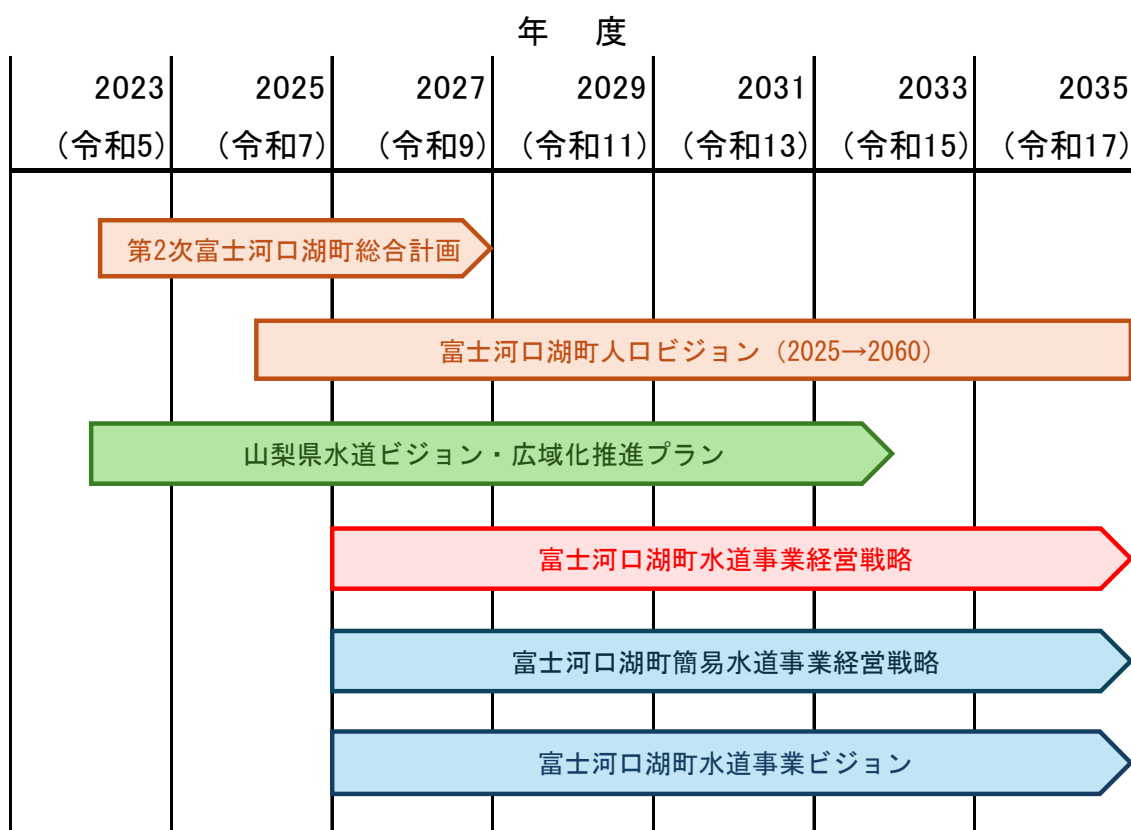 年 度
2023 2025 2027 2029 2031 2033 2035
(令和5) (令和7) (令和9) (令和11) (令和13) (令和15) (令和17)
第2次富士河口湖町総合計画
富士河口湖町人口ビジョン（2025→2060）
山梨県水道ビジョン・広域化推進プラン
富士河口湖町水道事業経営戦略
富士河口湖町簡易水道事業経営戦略
富士河口湖町水道事業ビジョン